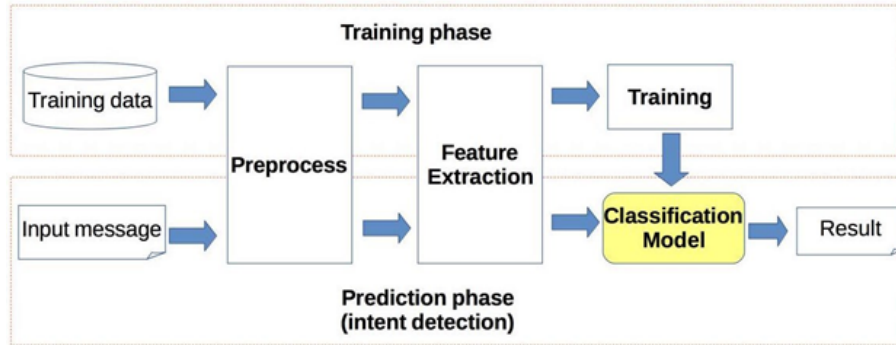 Training phase
Training data
Preprocess
Feature
Extraction
Training
Input message
Classification
Model
Result
Prediction phase
(intent detection)